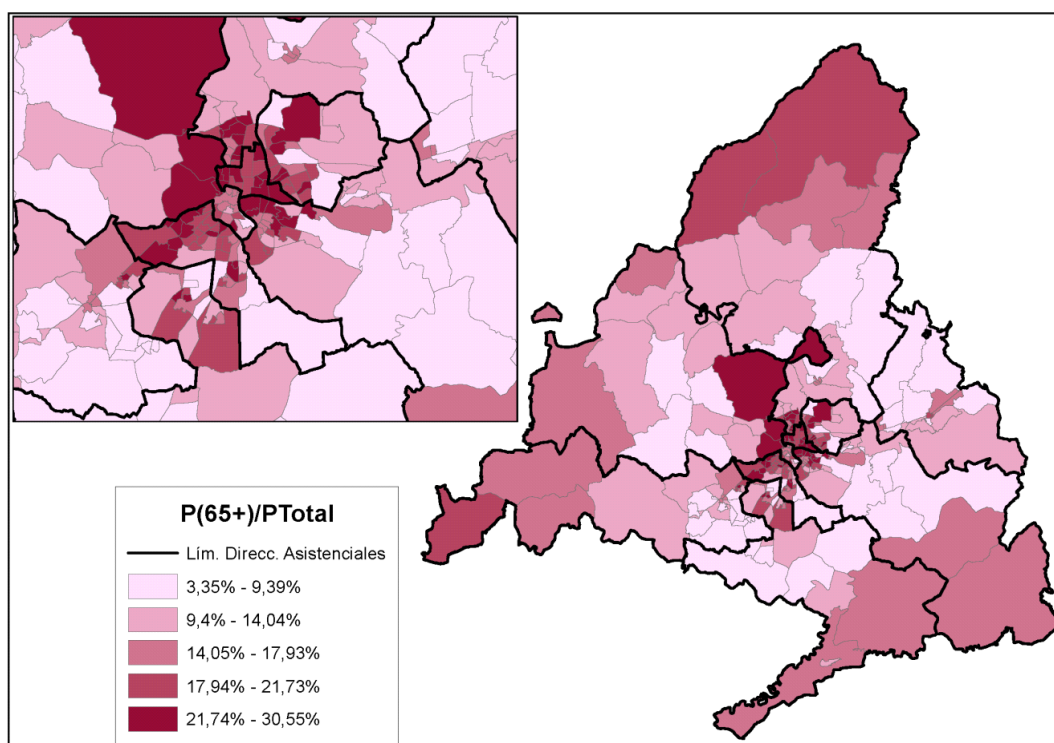 P(65+)/PTotal
Lím. Direcc. Asistenciales
3,35% - 9,39%
9,4% - 14,04%
14,05% - 17,93%
17,94% - 21,73%
21,74% - 30,55%